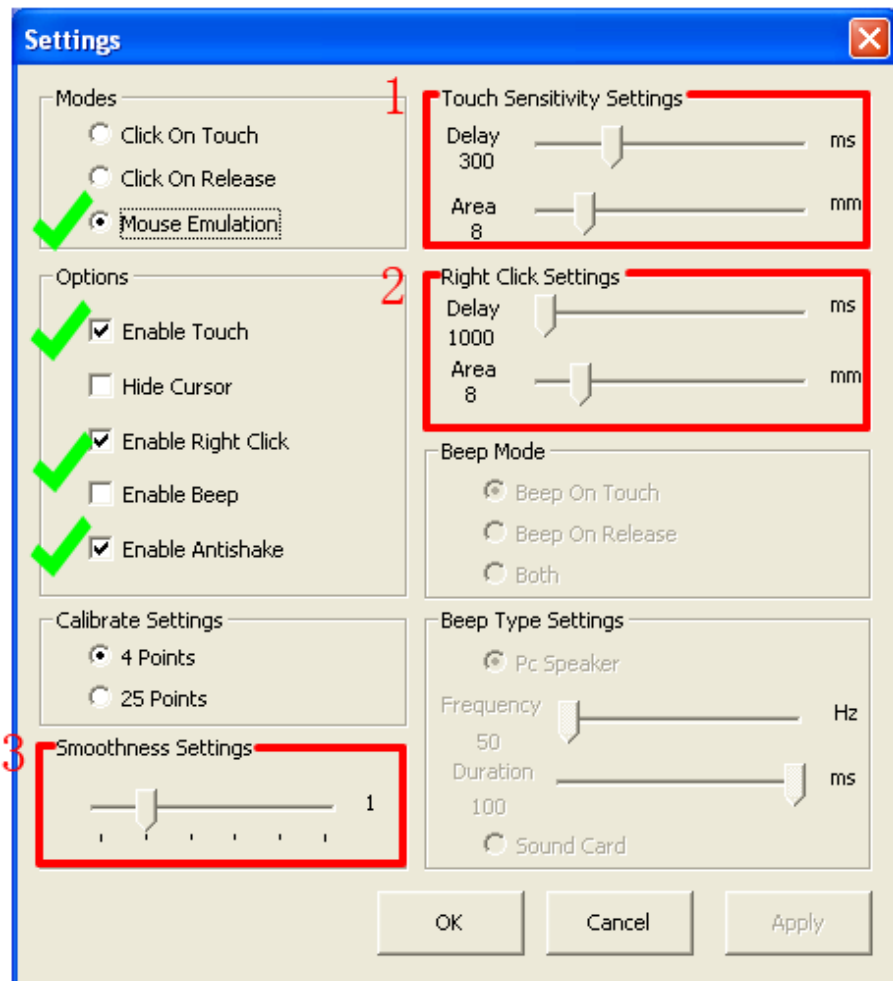 Settings
Modes
Click On Touch
Click On Release
Mouse Emulation
1
Touch Sensitivity Settings
Delay
300
ms
Area
8
mm
Options
Enable Touch
Hide Cursor
Enable Right Click
Enable Beep
Enable Antishake
2
Right Click Settings
Delay
1000
ms
Area
8
mm
Beep Mode
Beep On Touch
Beep On Release
Both
Calibrate Settings
4 Points
25 Points
Beep Type Settings
Pc Speaker
Frequency
50
Hz
Duration
100
ms
Sound Card
3
Smoothness Settings
1
OK
Cancel
Apply